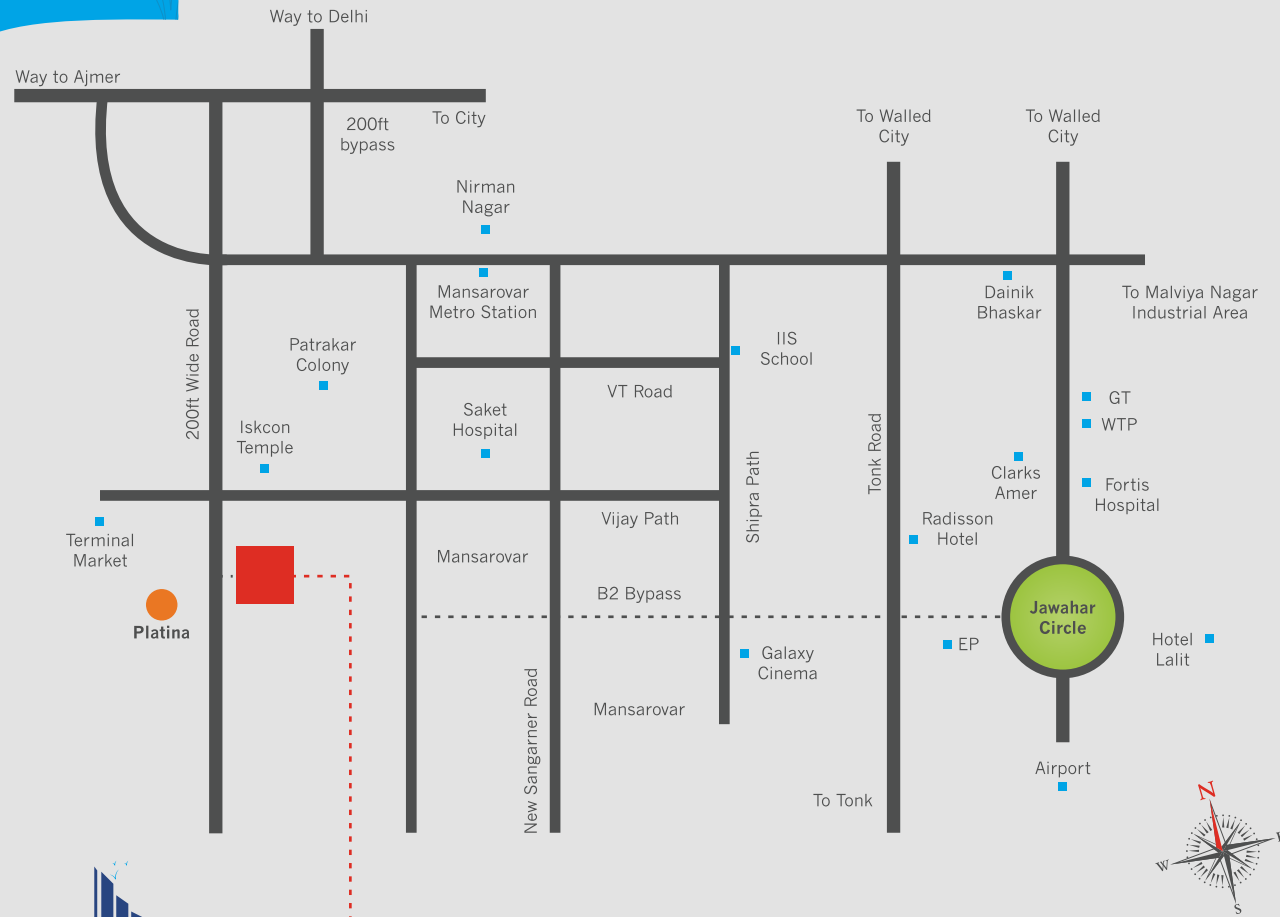 Way to Delhi
Way to Ajmer
To City
200ft
bypass
To Walled
City
To Walled
City
Nirman
Nagar
Mansarovar
Metro Station
Dainik
Bhaskar
To Malviya Nagar
Industrial Area
200ft Wide Road
Patrakar
Colony
IIS
School
VT Road
GT
WTP
Iskcon
Temple
Saket
Hospital
Shipra Path
Tonk Road
Clarks
Amer
Fortis
Hospital
Radisson
Hotel
Vijay Path
Terminal
Market
Mansarovar
B2 Bypass
Platina
Jawahar
Circle
EP
Hotel
Lalit
Galaxy
Cinema
New Sangarner Road
Mansarovar
Airport
To Tonk
N
W
S